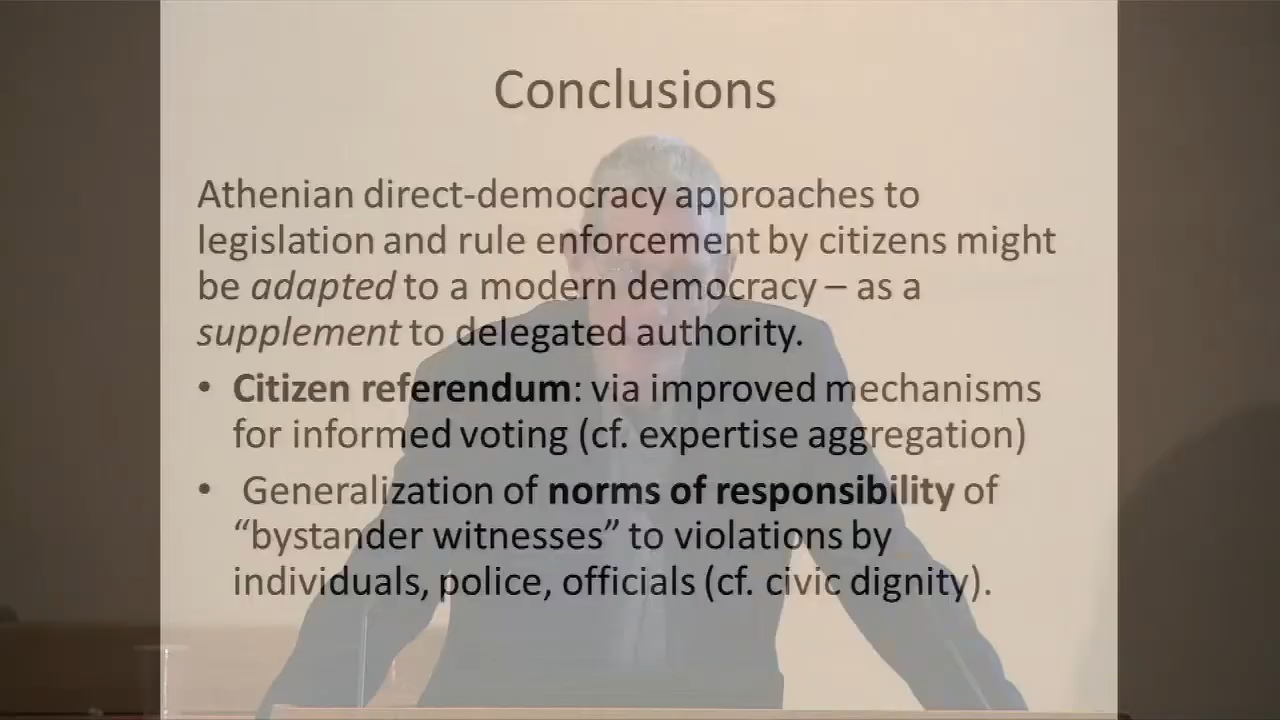 Conclusions
Athenian direct-democracy approaches to
legislation and rule enforcement by citizens might
be adapted to a modern democracy – as a
supplement to delegated authority.
• Citizen referendum: via improved mechanisms
for informed voting (cf. expertise aggregation)
• Generalization of norms of responsibility of
“bystander witnesses” to violations by
individuals, police, officials (cf. civic dignity).